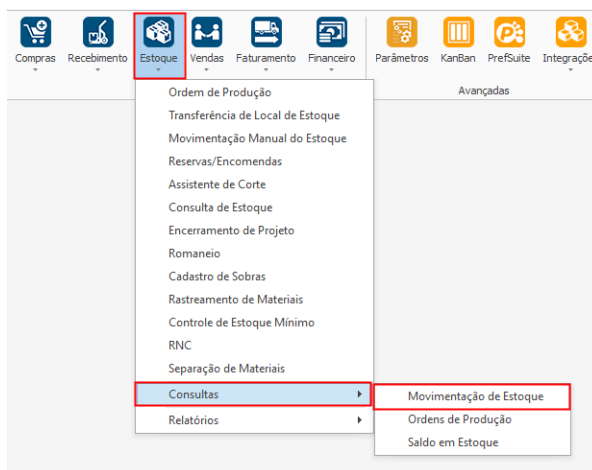 Compras Recebimento Estoque Vendas Faturamento Financeiro Parâmetros KanBan PrefSuite Integraçõe
Avançadas
Ordem de Produção
Transferência de Local de Estoque
Movimentação Manual do Estoque
Reservas/Encomendas
Assistente de Corte
Consulta de Estoque
Encerramento de Projeto
Romaneio
Cadastro de Sobras
Rastreamento de Materiais
Controle de Estoque Mínimo
RNC
Separação de Materiais
Consultas
Relatórios
Movimentação de Estoque
Ordens de Produção
Saldo em Estoque